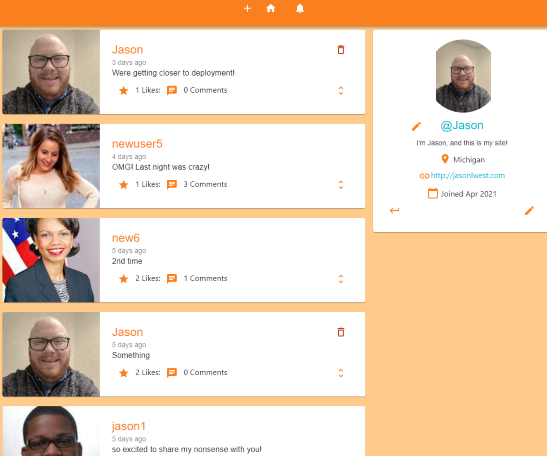 Jason
3 days ago
Were getting closer to deployment!
1 Likes: 0 Comments
newuser5
4 days ago
OMG! Last night was crazy!
1 Likes: 3 Comments
new6
5 days ago
2nd time
2 Likes: 1 Comments
Jason
5 days ago
Something
2 Likes: 0 Comments
jason1
5 days ago
so excited to share my nonsense with you!
@Jason
I'm Jason, and this is my site!
Michigan
http://jasonlwest.com
Joined Apr 2021